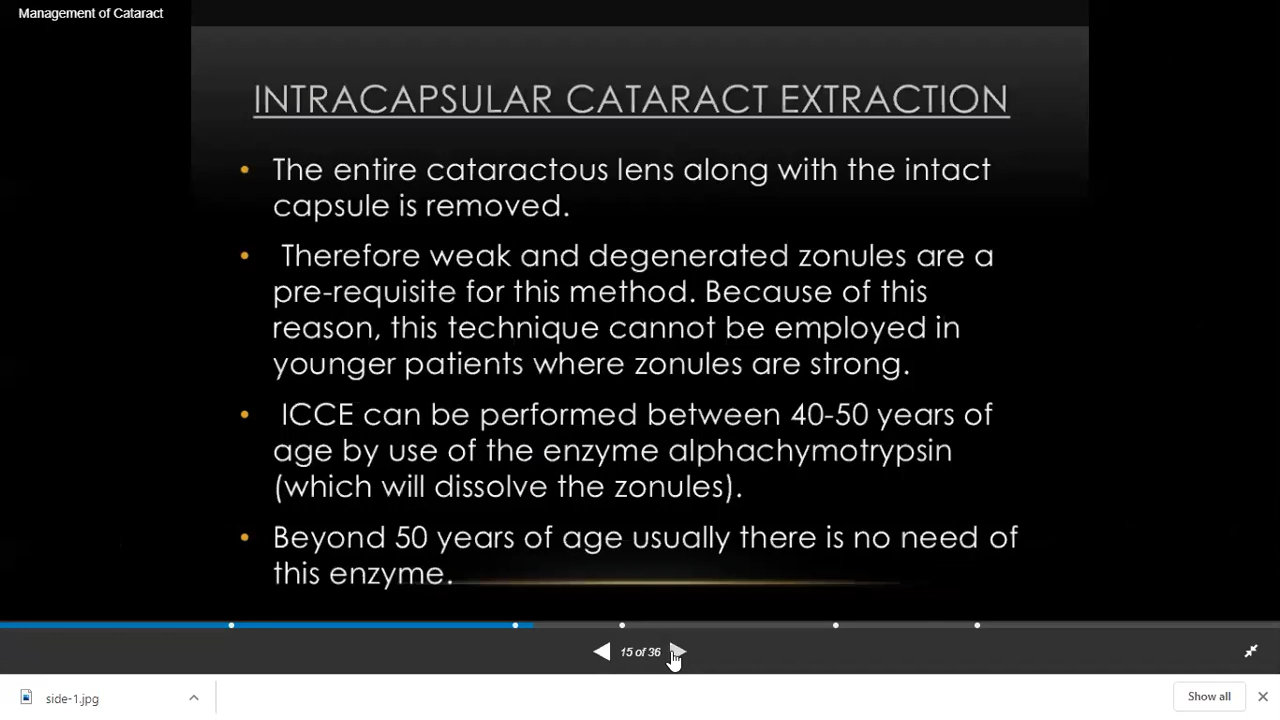 Management of Cataract
INTRACAPSULAR CATARACT EXTRACTION
• The entire cataractous lens along with the intact
capsule is removed.
• Therefore weak and degenerated zonules are a
pre-requisite for this method. Because of this
reason, this technique cannot be employed in
younger patients where zonules are strong.
• ICCE can be performed between 40-50 years of
age by use of the enzyme alphachymotrypsin
(which will dissolve the zonules).
• Beyond 50 years of age usually there is no need of
this enzyme.
15 of 36
side-1.jpg
Show all